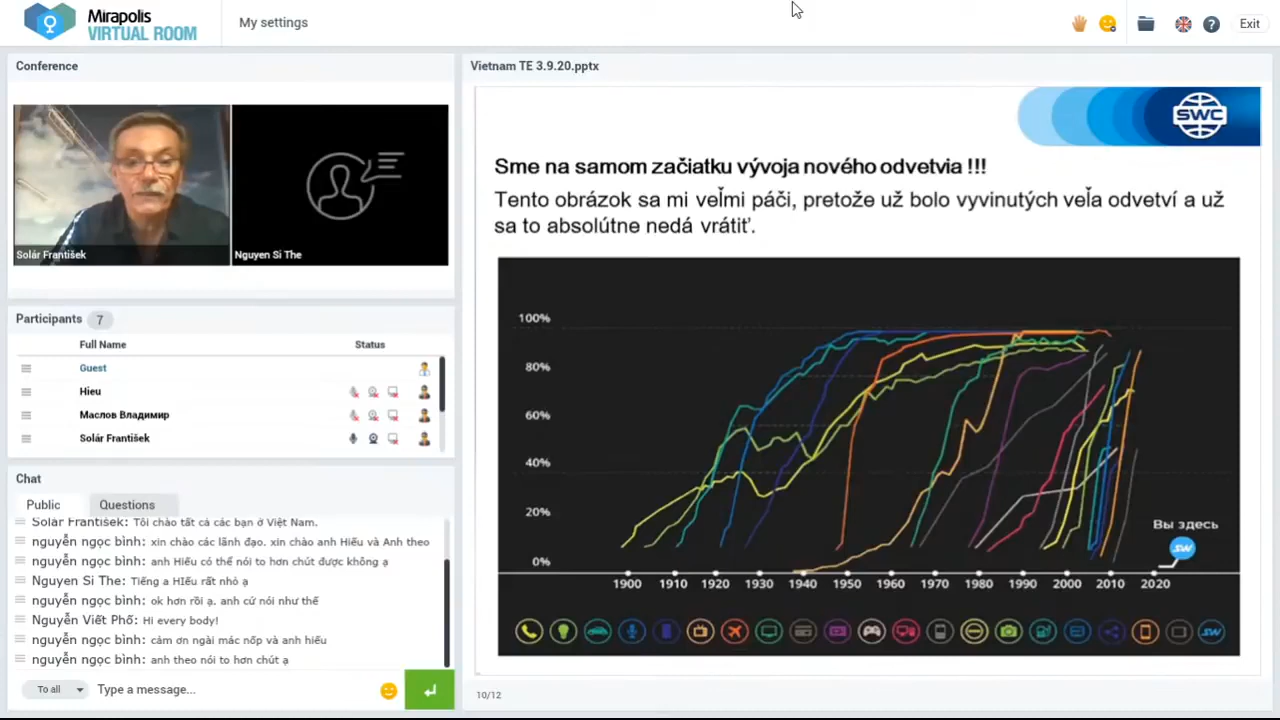 Mirapolis
VIRTUAL ROOM
My settings
Exit
Conference
Solár František
Nguyen Si The
Participants 7
Full Name Status
Guest
Hieu
Маслов Владимир
Solár František
Chat
Public Questions
Solár František: Tôi chào tất cả các bạn ở Việt Nam.
nguyễn ngọc bình: xin chào các lãnh đạo. xin chào anh Hiếu và Anh theo
nguyễn ngọc bình: anh Hiếu có thể nói to hơn chút được không ạ
Nguyen Si The: Tiếng a HIếu rất nhỏ ạ
nguyễn ngọc bình: ok hơn rồi ạ, anh cứ nói như thế
Nguyễn Viết Phố: Hi every body!
nguyễn ngọc bình: cảm ơn ngài mác nốp và anh hiếu
nguyễn ngọc bình: anh theo nói to hơn chút ạ
To all Type a message...
Vietnam TE 3.9.20.pptx
SWC
Sme na samom začiatku vývoja nového odvetvia !!!
Tento obrázok sa mi veľmi páči, pretože už bolo vyvinutých veľa odvetví a už
sa to absolútne nedá vrátiť.
100%
80%
60%
40%
20%
0%
Вы здесь
SW
1900 1910 1920 1930 1940 1950 1960 1970 1980 1990 2000 2010 2020
SW
10/12